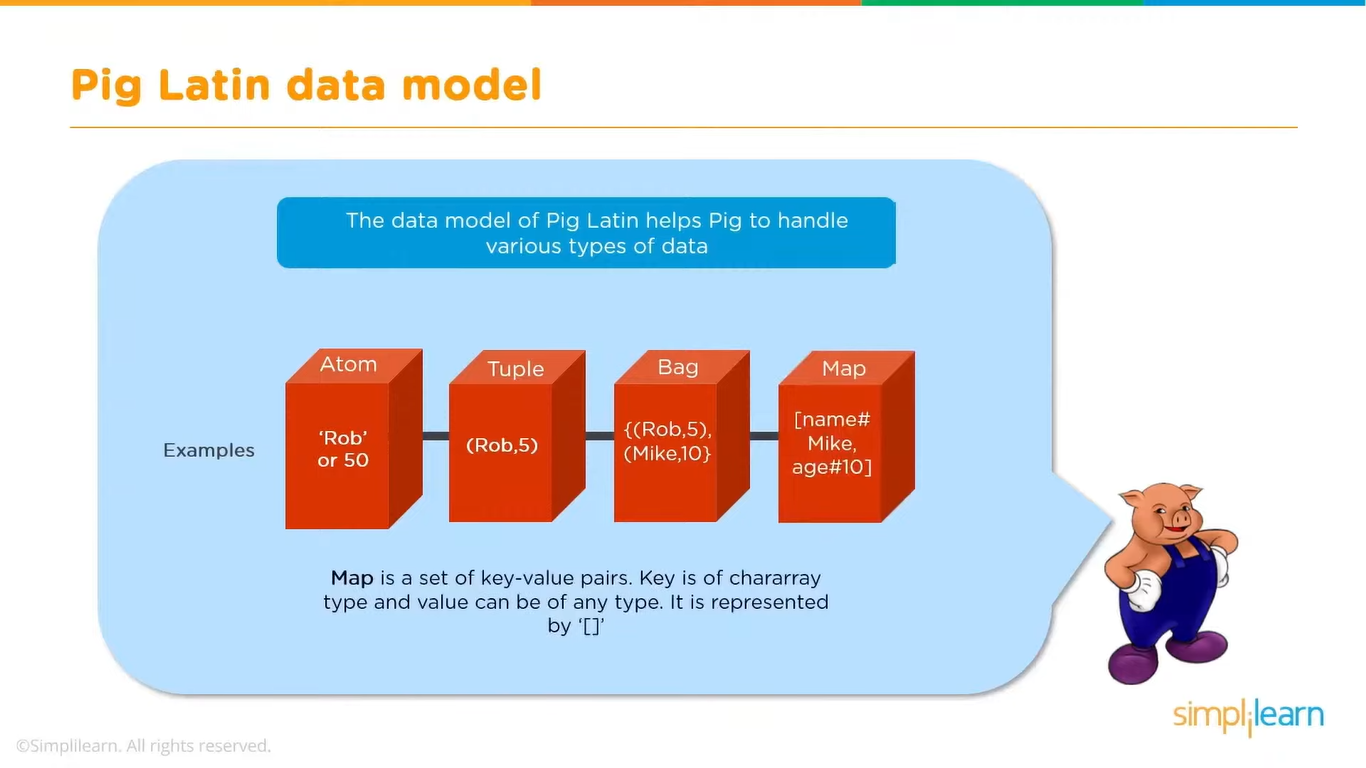 Pig Latin data model
The data model of Pig Latin helps Pig to handle
various types of data
Atom
Tuple
Bag
Map
Examples
‘Rob’
or 50
(Rob,5)
{(Rob,5),
(Mike,10}
[name#
Mike,
age#10]
Map is a set of key-value pairs. Key is of chararray
type and value can be of any type. It is represented
by ‘[]’
simplilearn
©Simplilearn. All rights reserved.